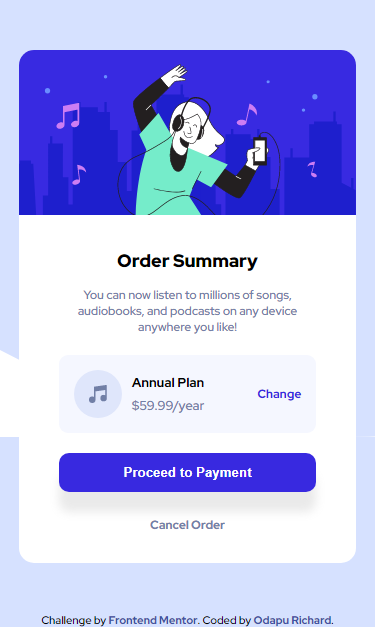 Order Summary
You can now listen to millions of songs,
audiobooks, and podcasts on any device
anywhere you like!
Annual Plan
$59.99/year
Change
Proceed to Payment
Cancel Order
Challenge by Frontend Mentor. Coded by Odapu Richard.